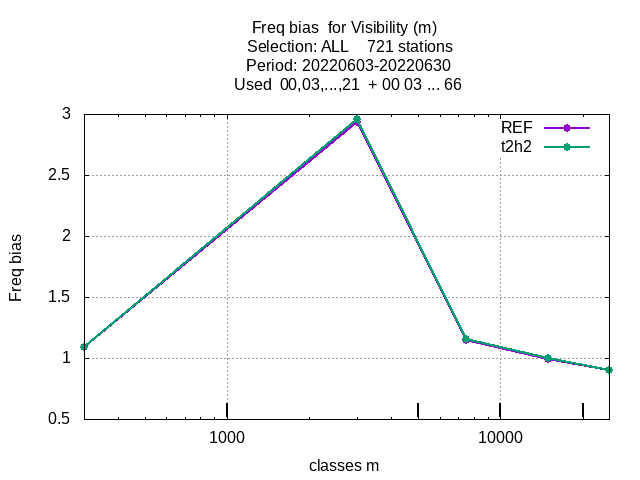 Freq bias  for Visibility (m)
Selection: ALL    721 stations
Period: 20220603-20220630
Used  00,03,...,21  + 00 03 ... 66
REF
t2h2
3
2.5
2
1.5
1
0.5
Freq bias
1000
10000
classes m